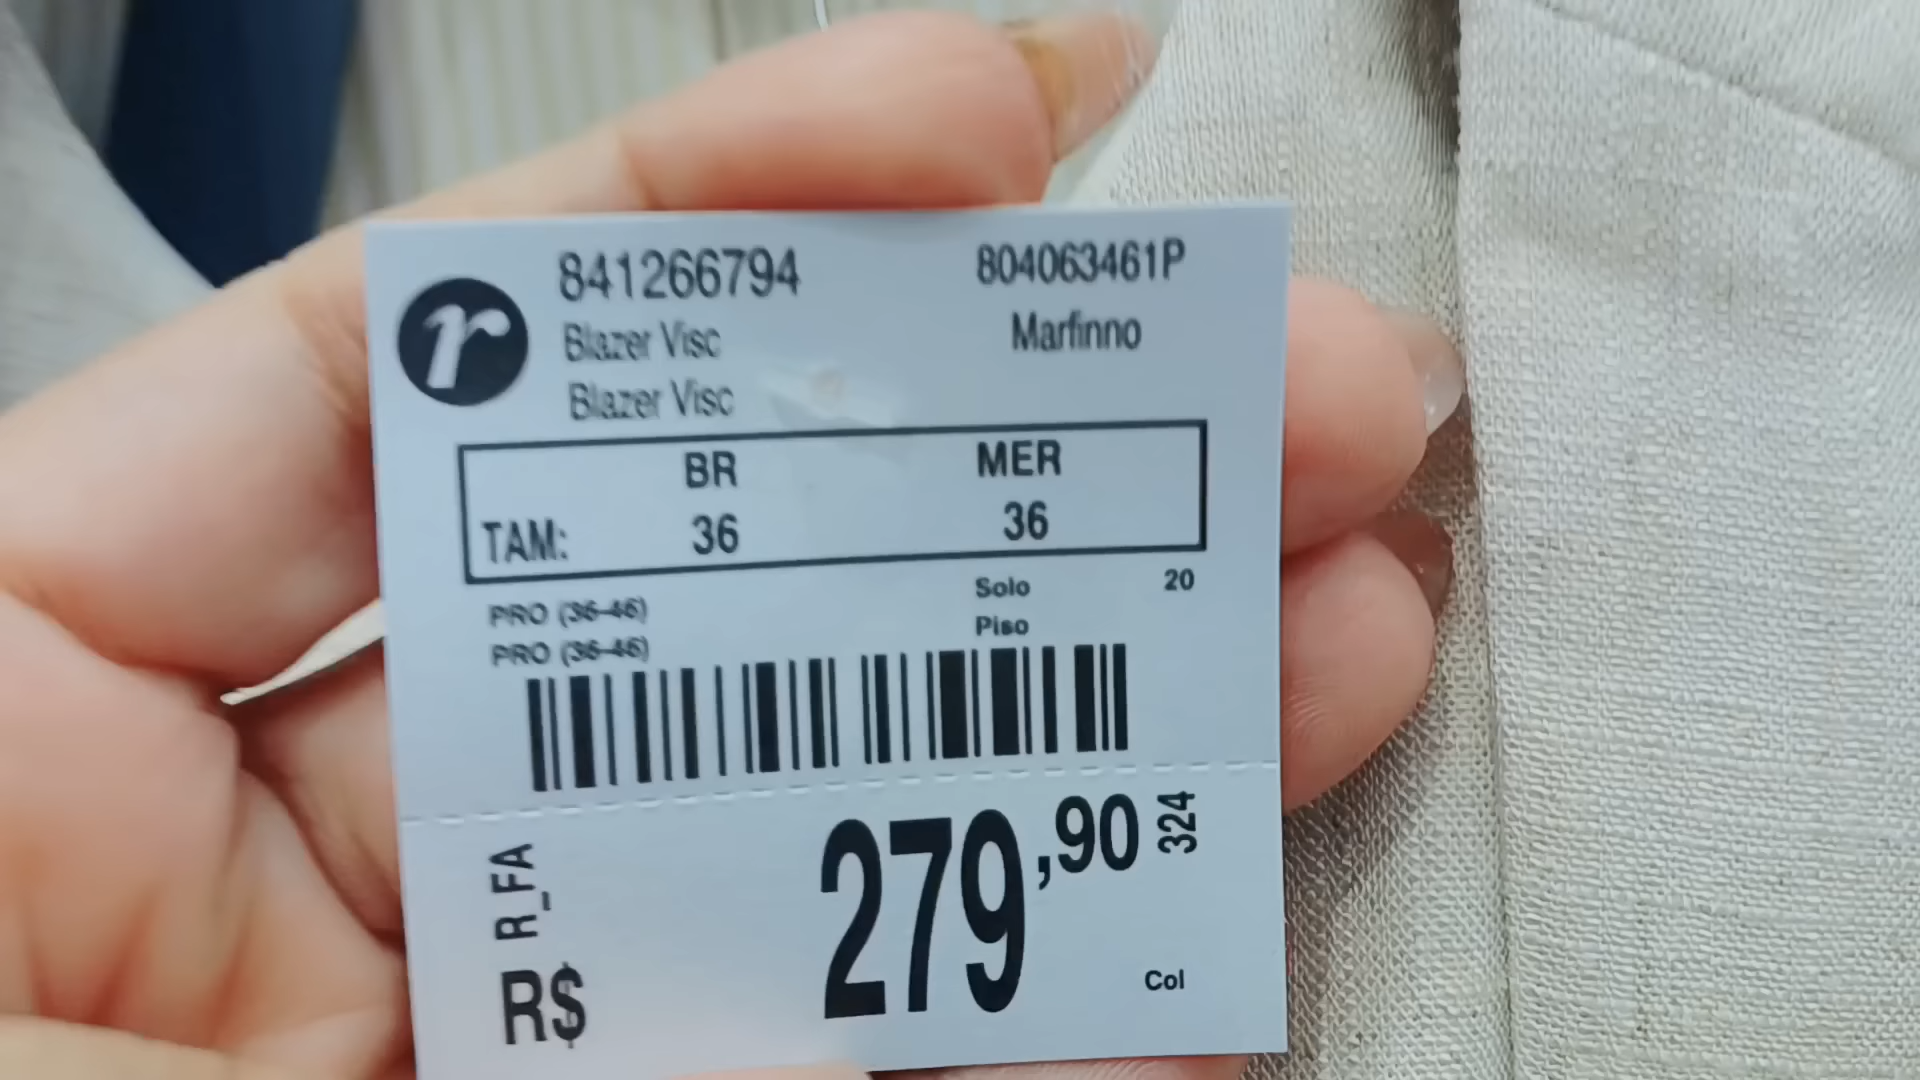 r
841266794 804063461P
Blazer Visc Marfinno
Blazer Visc
BR MER
TAM: 36 36
PRO (36-46) Solo 20
PRO (36-46) Piso
R_FA
R$ 279,90 324
Col